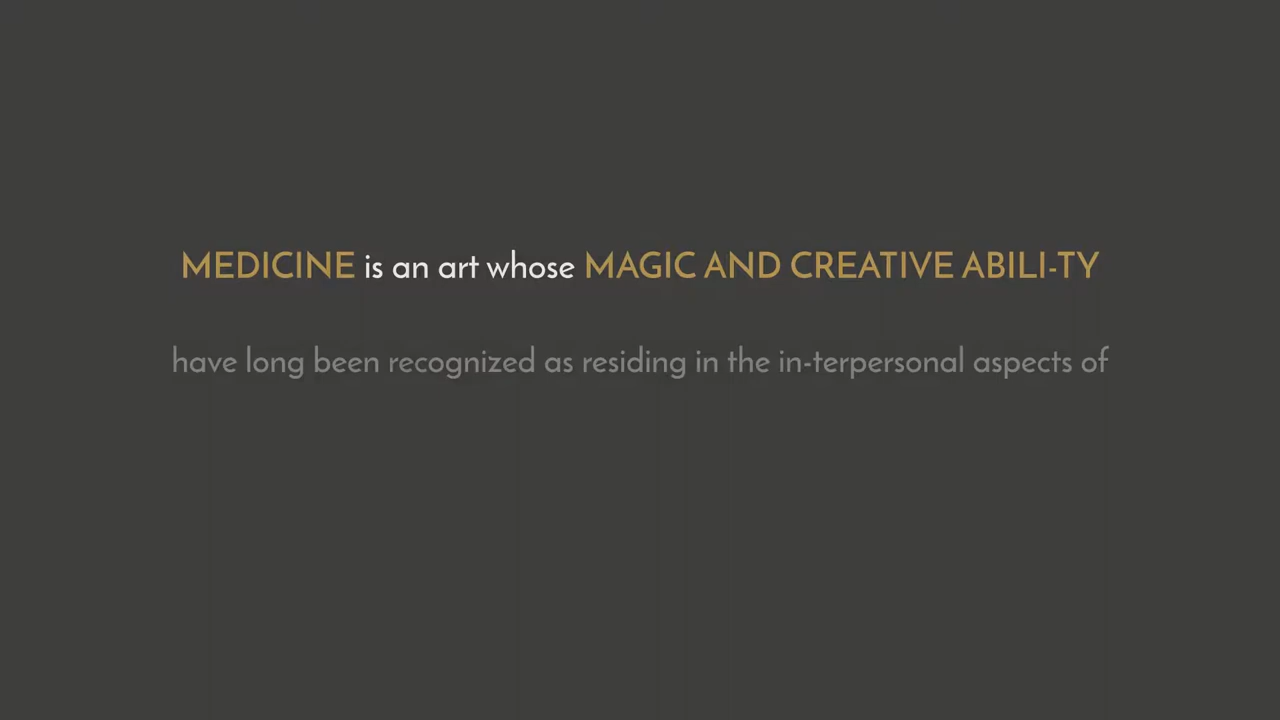 MEDICINE is an art whose MAGIC AND CREATIVE ABILI-TY
have long been recognized as residing in the in-terpersonal aspects of